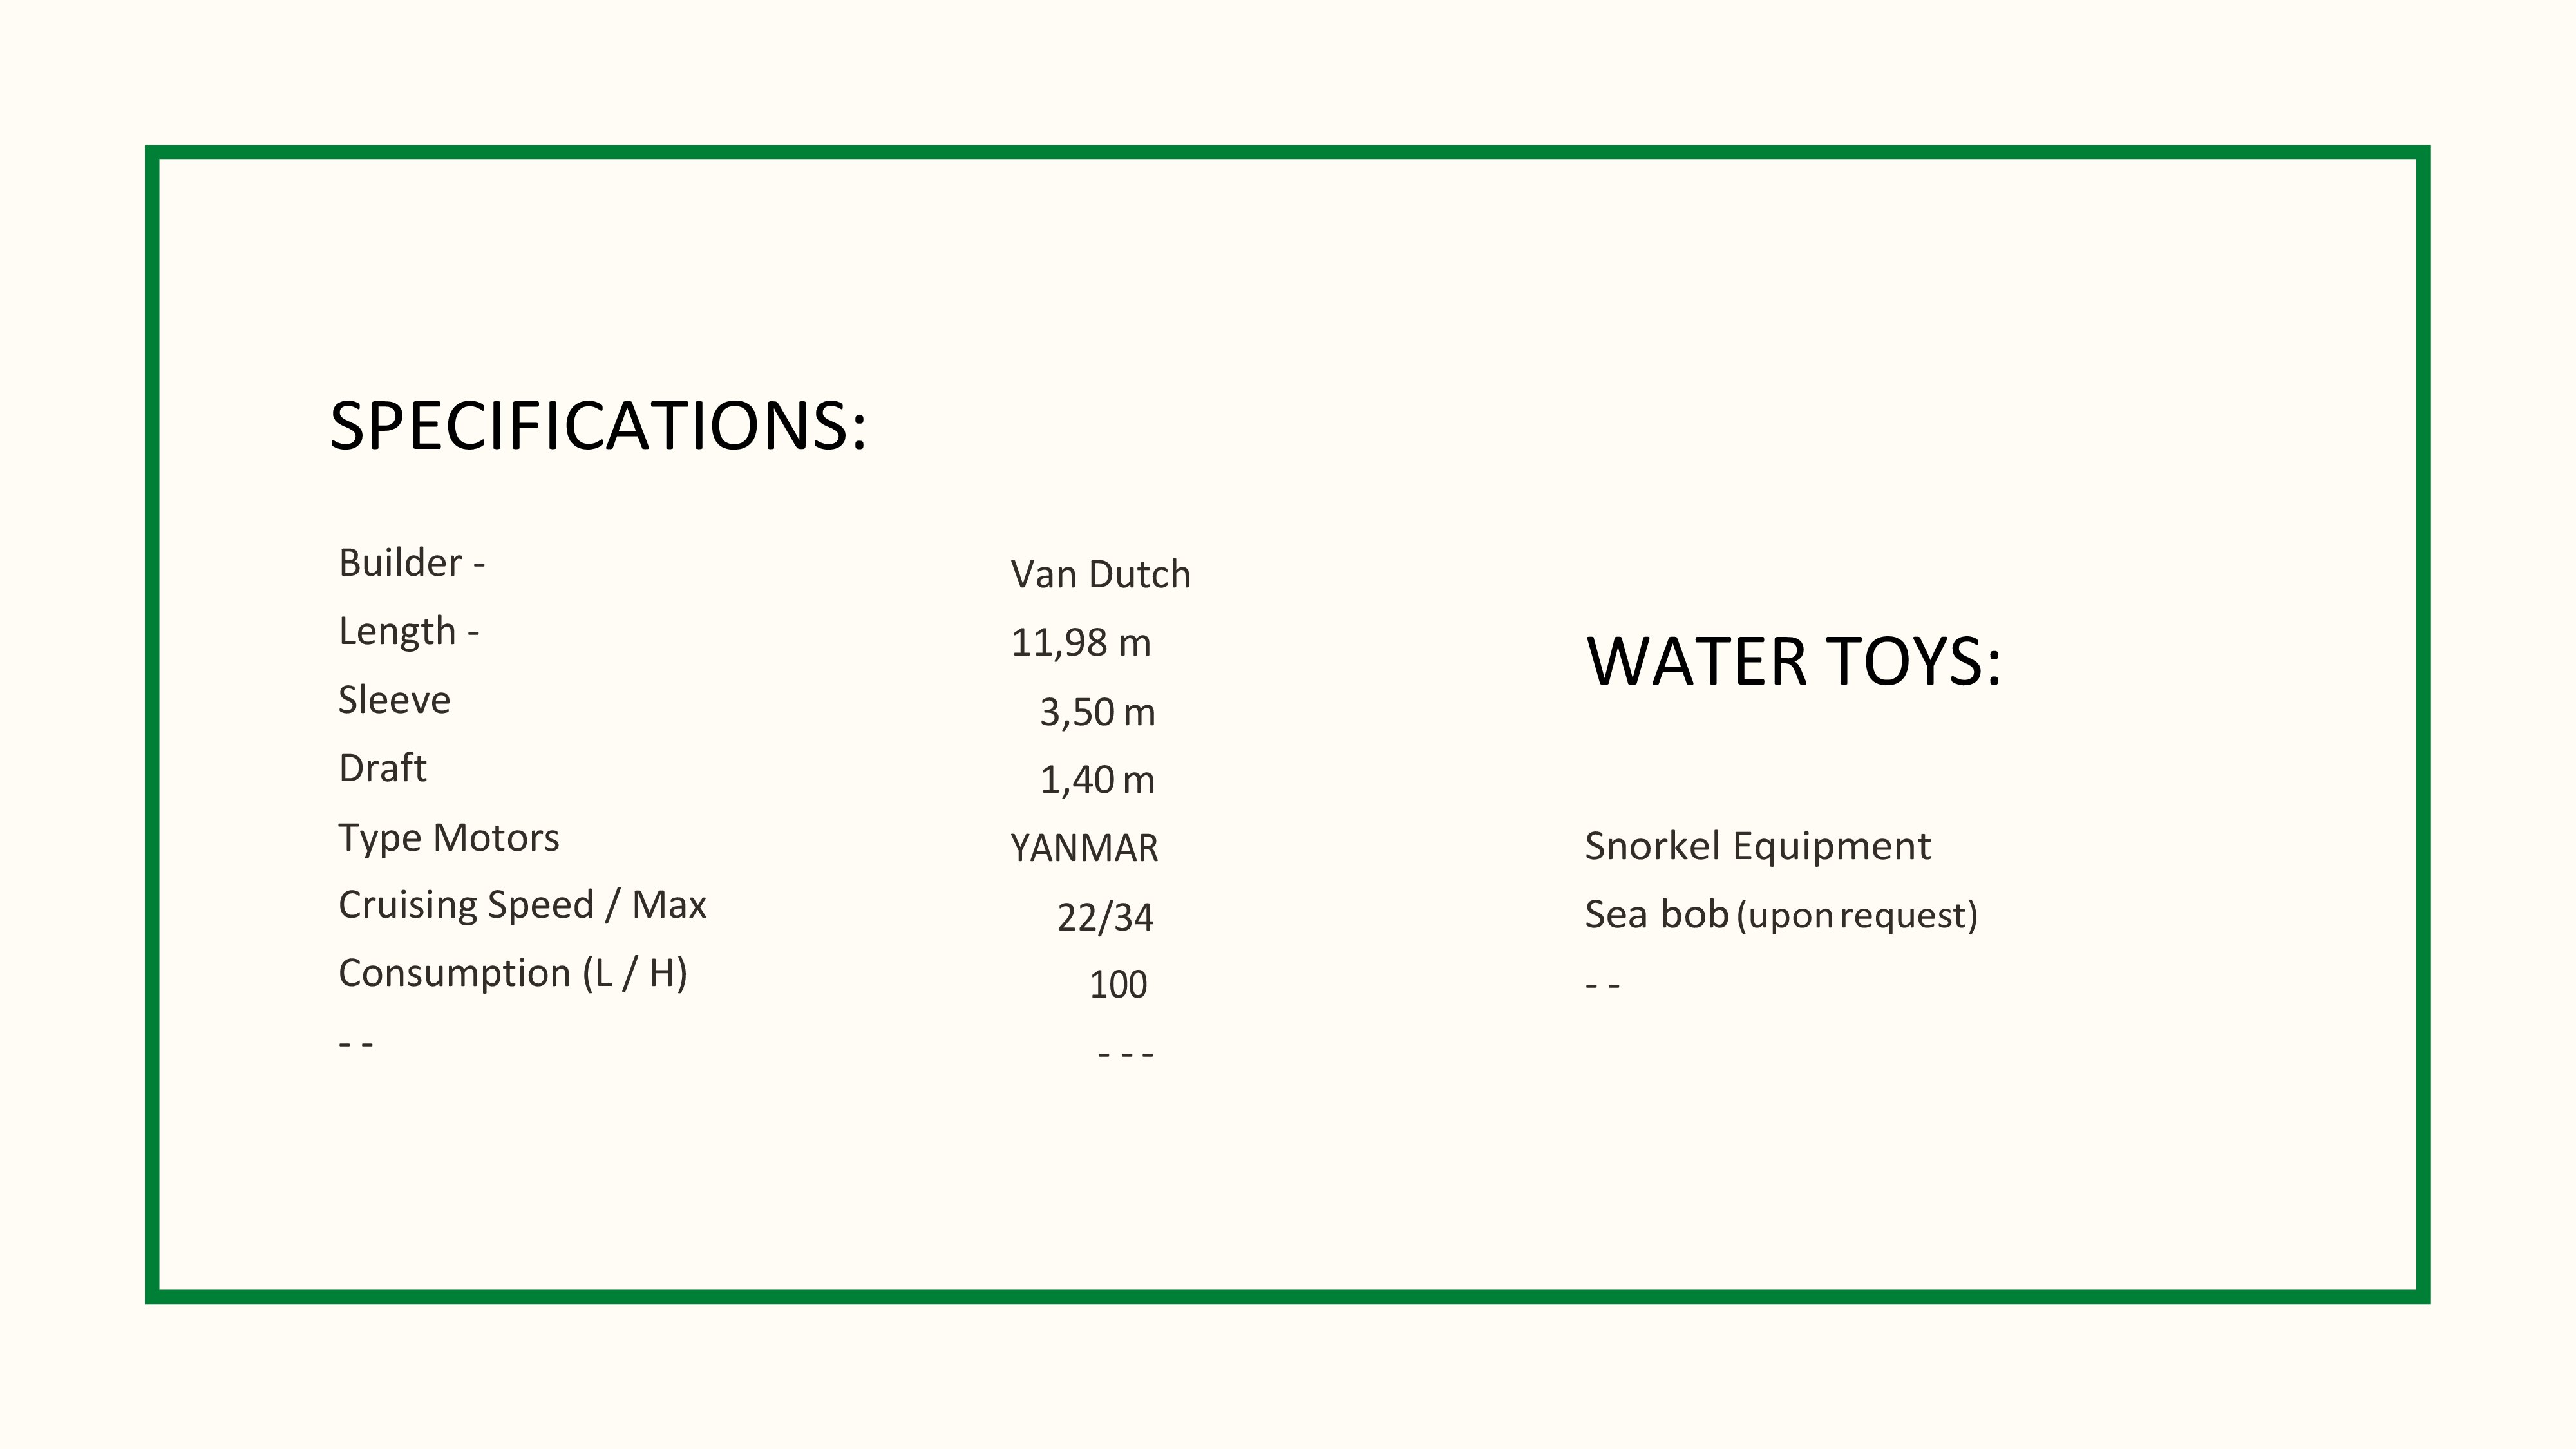 SPECIFICATIONS:
Builder - Van Dutch
Length - 11,98 m
Sleeve 3,50 m
Draft 1,40 m
Type Motors YANMAR
Cruising Speed / Max 22/34
Consumption (L / H) 100
- - - - -
WATER TOYS:
Snorkel Equipment
Sea bob (upon request)
- -